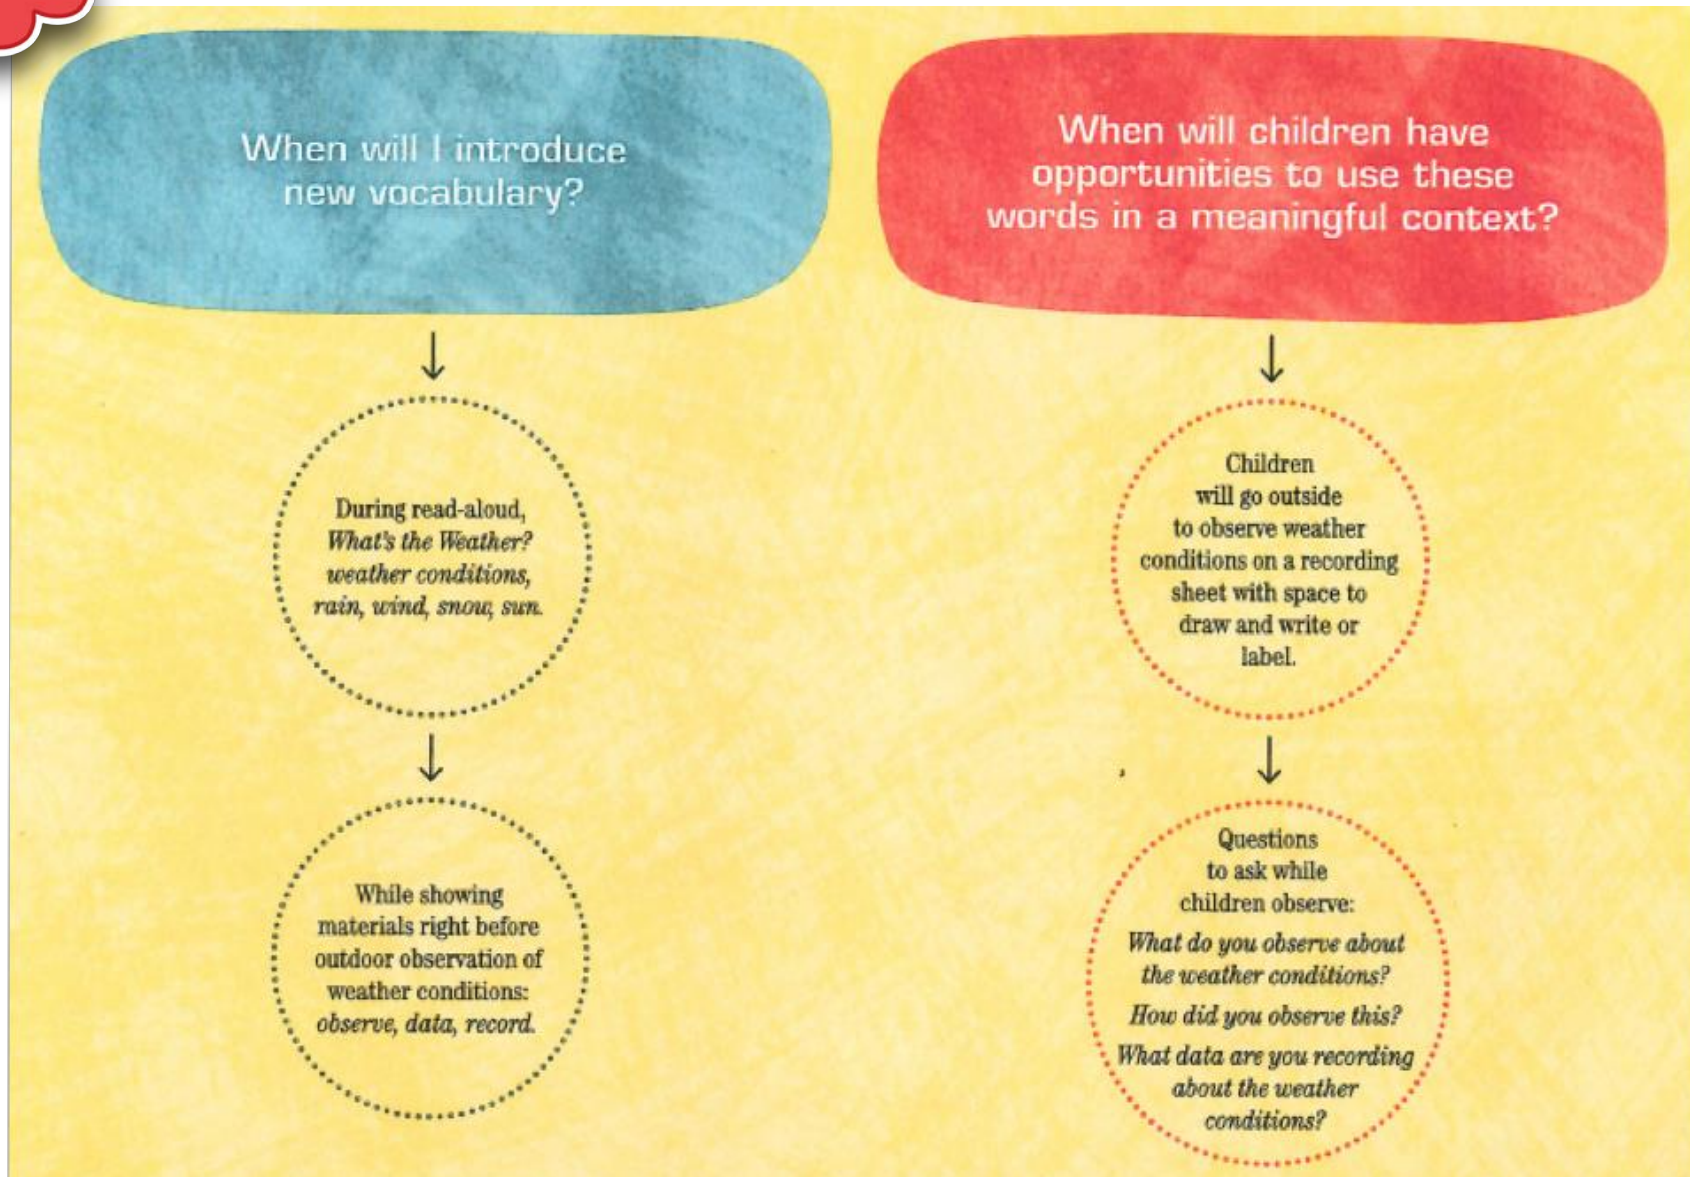 When will I introduce
new vocabulary?
During read-aloud,
What's the Weather?
weather conditions,
rain, wind, snow, sun.
While showing
materials right before
outdoor observation of
weather conditions:
observe, data, record.
When will children have
opportunities to use these
words in a meaningful context?
Children
will go outside
to observe weather
conditions on a recording
sheet with space to
draw and write or
label.
Questions
to ask while
children observe:
What do you observe about
the weather conditions?
How did you observe this?
What data are you recording
about the weather
conditions?